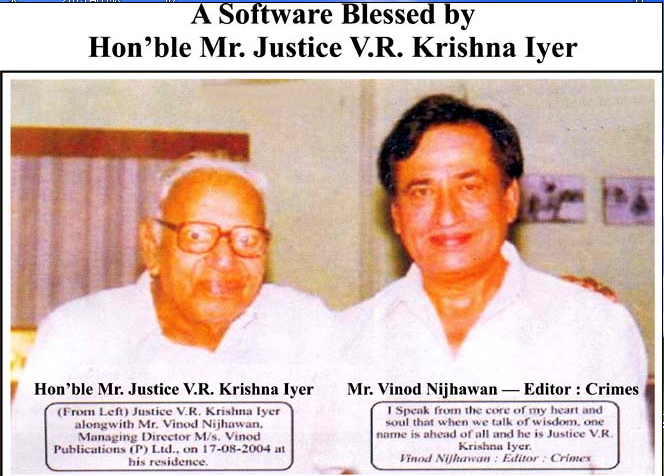 A Software Blessed by
Hon'ble Mr. Justice V.R. Krishna Iyer
Hon'ble Mr. Justice V.R. Krishna Iyer
(From Left) Justice V.R. Krishna Iyer
alongwith Mr. Vinod Nijhawan,
Managing Director M/s. Vinod
Publications (P) Ltd., on 17-08-2004 at
his residence.
Mr. Vinod Nijhawan — Editor : Crimes
I Speak from the core of my heart and
soul that when we talk of wisdom, one
name is ahead of all and he is Justice V.R.
Krishna Iyer.
Vinod Nijhawan : Editor : Crimes